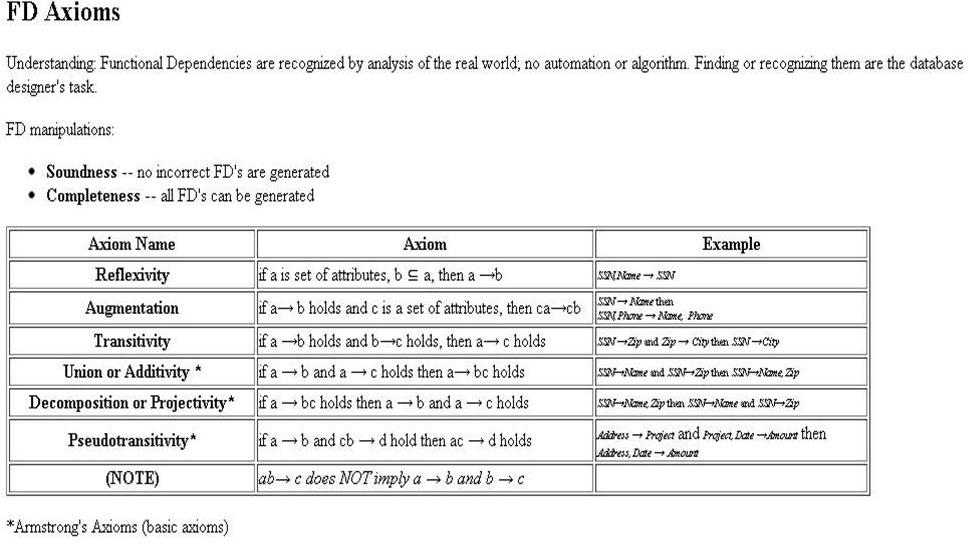 FD Axioms
Understanding: Functional Dependencies are recognized by analysis of the real world; no automation or algorithm. Finding or recognizing them are the database
designer's task.
FD manipulations:
• Soundness -- no incorrect FD's are generated
• Completeness -- all FD's can be generated
Axiom Name Axiom Example
Reflexivity if a is set of attributes, b ⊆ a, then a →b SSN,Name → SSN
Augmentation if a→ b holds and c is a set of attributes, then ca→cb SSN → Name then
SSN,Phone → Name, Phone
Transitivity if a →b holds and b→c holds, then a→ c holds SSN →Zip and Zip → City then SSN →City
Union or Additivity * if a → b and a → c holds then a→ bc holds SSN→Name and SSN→Zip then SSN→Name,Zip
Decomposition or Projectivity* if a → bc holds then a → b and a → c holds SSN→Name,Zip then SSN→Name and SSN→Zip
Pseudotransitivity* if a → b and cb → d hold then ac → d holds Address → Project and Project,Date →Amount then
Address,Date → Amount
(NOTE) ab→ c does NOT imply a → b and b → c
*Armstrong's Axioms (basic axioms)